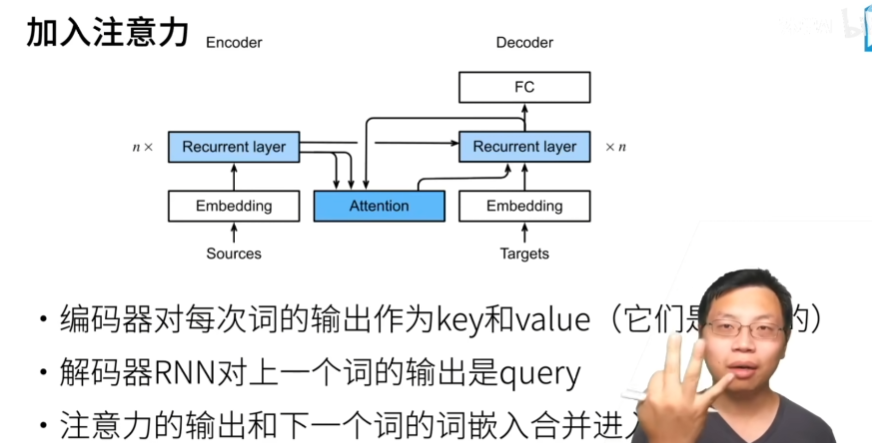 加入注意力
Encoder
Decoder
FC
n ×
Recurrent layer
Recurrent layer
× n
Embedding
Attention
Embedding
Sources
Targets
• 编码器对每次词的输出作为key和value（它们是 的）
• 解码器RNN对上一个词的输出是query
• 注意力的输出和下一个词的词嵌入合并进入